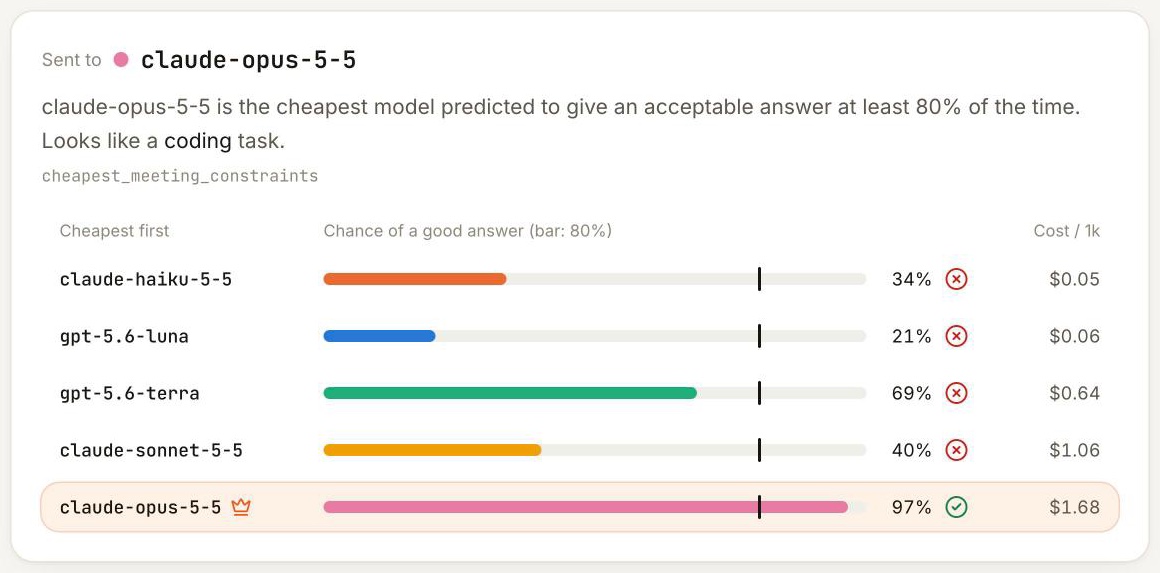 Sent to claude-opus-5-5
claude-opus-5-5 is the cheapest model predicted to give an acceptable answer at least 80% of the time.
Looks like a coding task.
cheapest_meeting_constraints
Cheapest first Chance of a good answer (bar: 80%) Cost / 1k
claude-haiku-5-5 34% $0.05
gpt-5.6-luna 21% $0.06
gpt-5.6-terra 69% $0.64
claude-sonnet-5-5 40% $1.06
claude-opus-5-5 97% $1.68